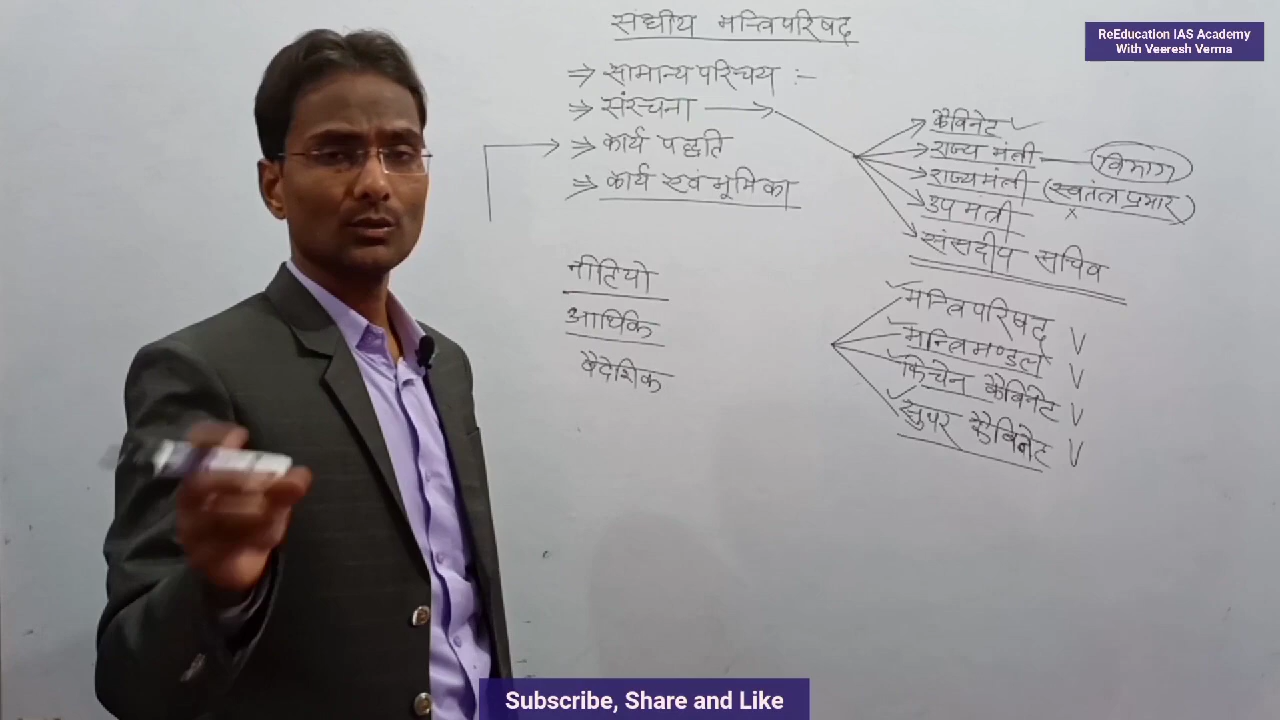 संघीय मन्त्रिपरिषद
ReEducation IAS Academy
With Veeresh Verma
⇒ सामान्य परिचय :-
⇒ संरचना
⇒ कार्य पद्धति
⇒ कार्य एवं भूमिका
कैबिनेट
राज्य मंत्री विभाग
राज्यमंत्री (स्वतंत्र प्रभार)
उप मंत्री
संसदीय सचिव
नीतियो
आर्थिक
वैदेशिक
मन्त्रिपरिषद
मन्त्रिमण्डल
किचेन कैबिनेट
सुपर कैबिनेट
Subscribe, Share and Like